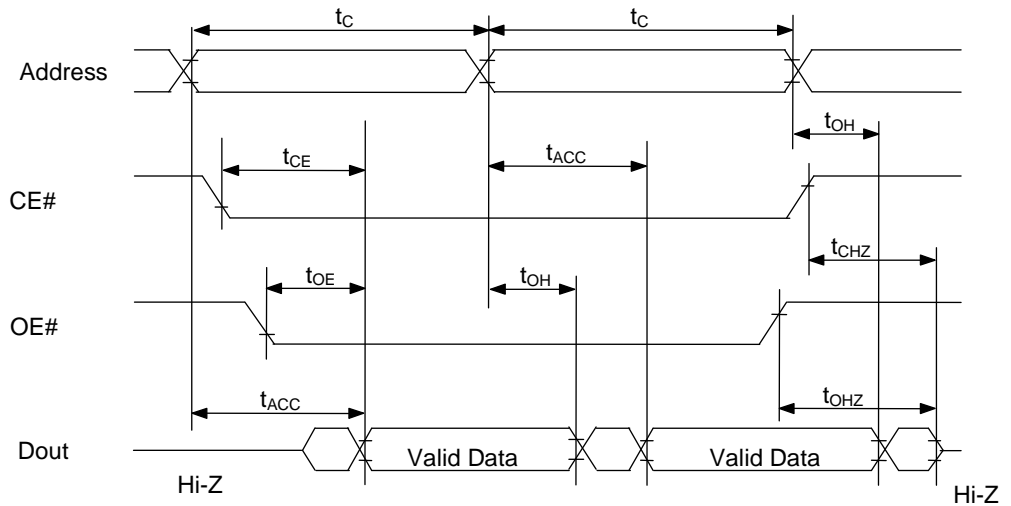 tC tC
Address
tOH
tCE tACC
CE#
tCHZ
tOE tOH
OE#
tACC tOHZ
Dout Valid Data Valid Data
Hi-Z Hi-Z